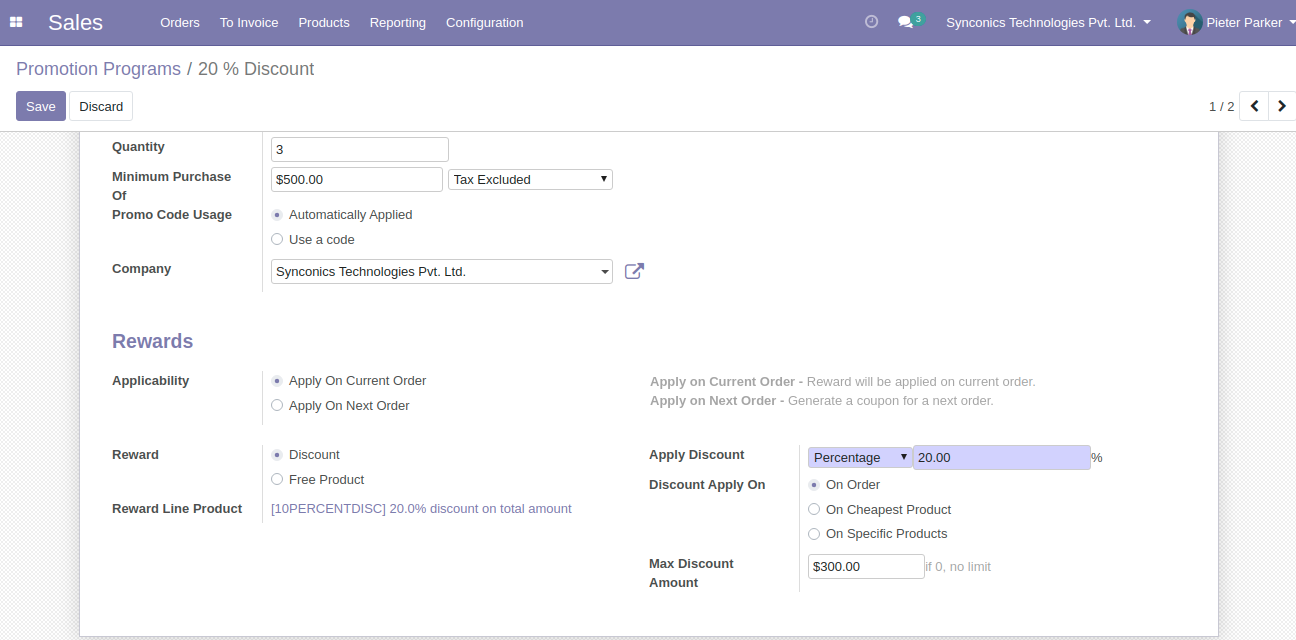 Sales Orders To Invoice Products Reporting Configuration 3 Synconics Technologies Pvt. Ltd. Pieter Parker
Promotion Programs / 20 % Discount
Save Discard 1 / 2
Quantity 3
Minimum Purchase Of $500.00 Tax Excluded
Promo Code Usage Automatically Applied
Use a code
Company Synconics Technologies Pvt. Ltd.
Rewards
Applicability Apply On Current Order Apply on Current Order - Reward will be applied on current order.
Apply On Next Order Apply on Next Order - Generate a coupon for a next order.
Reward Discount Apply Discount Percentage 20.00 %
Free Product Discount Apply On On Order
Reward Line Product [10PERCENTDISC] 20.0% discount on total amount On Cheapest Product
On Specific Products
Max Discount Amount $300.00 if 0, no limit